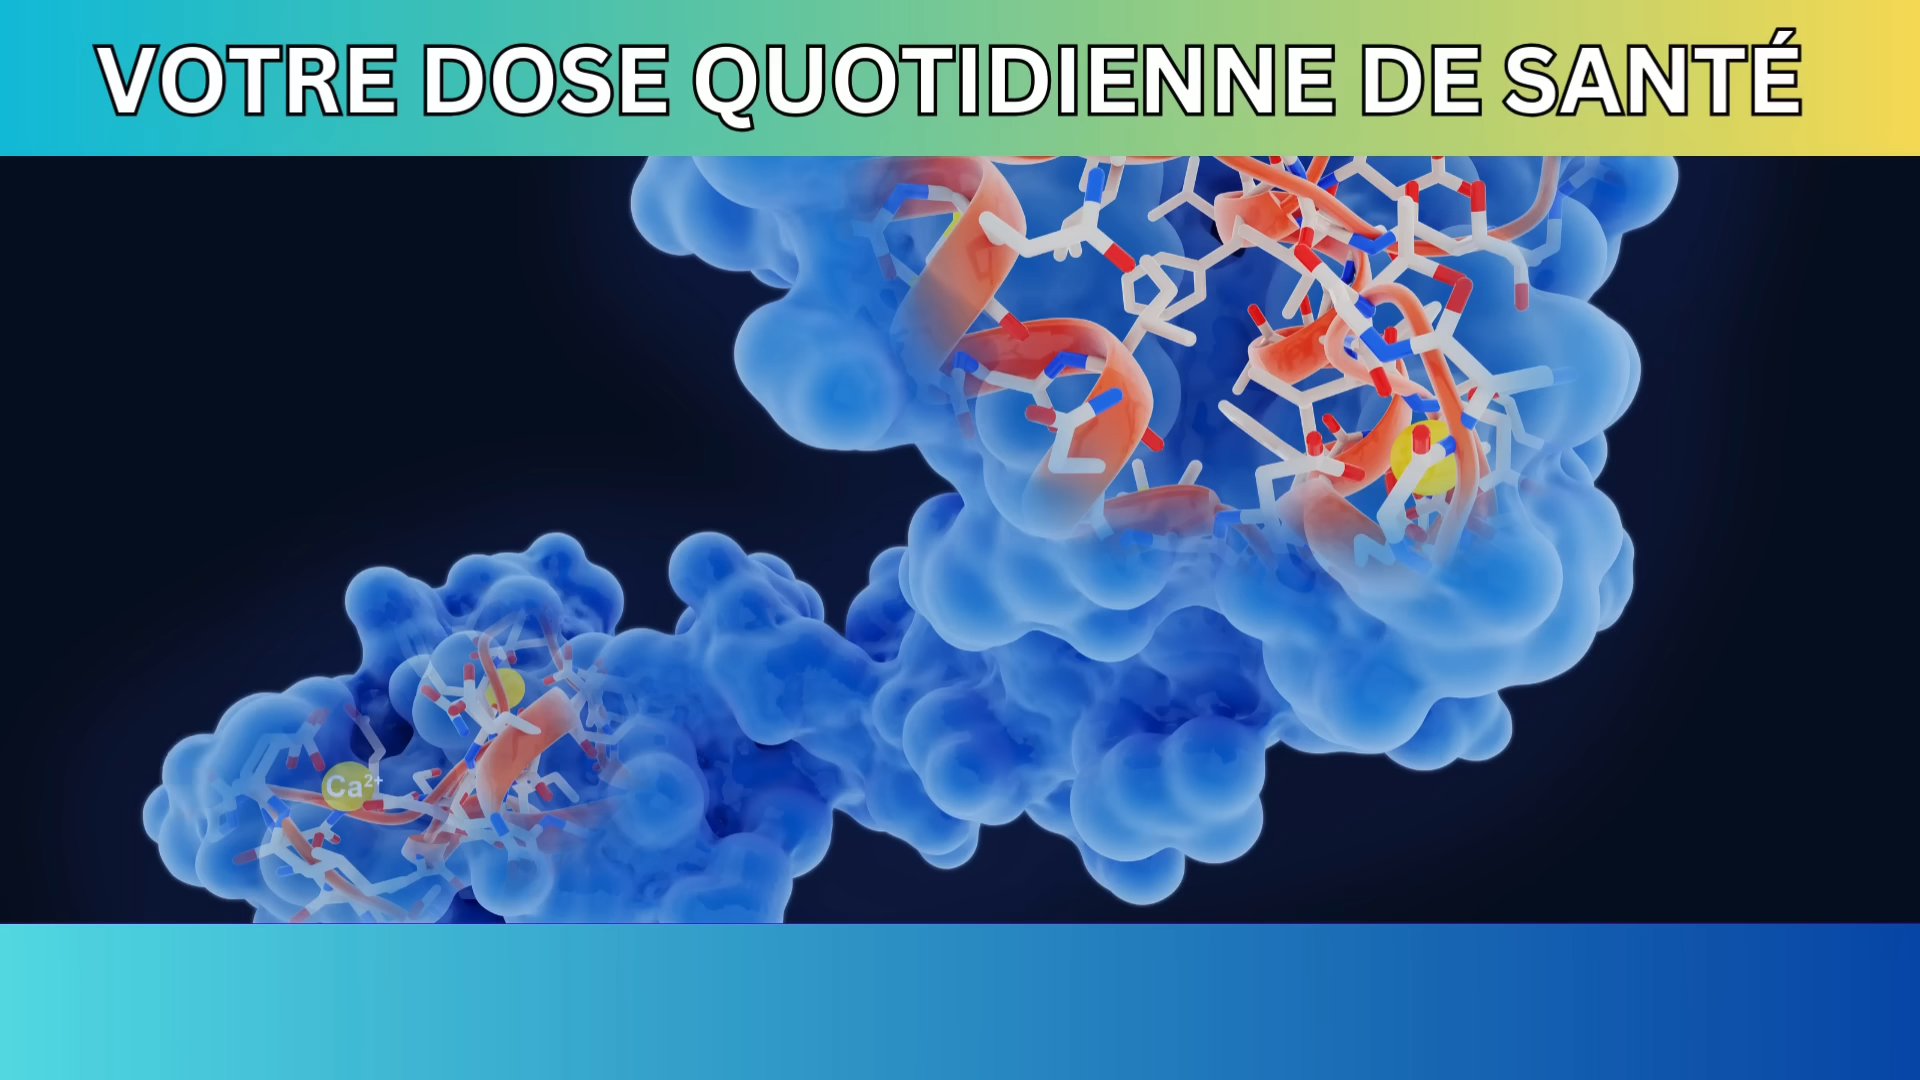 VOTRE DOSE QUOTIDIENNE DE SANTÉ
Ca²⁺